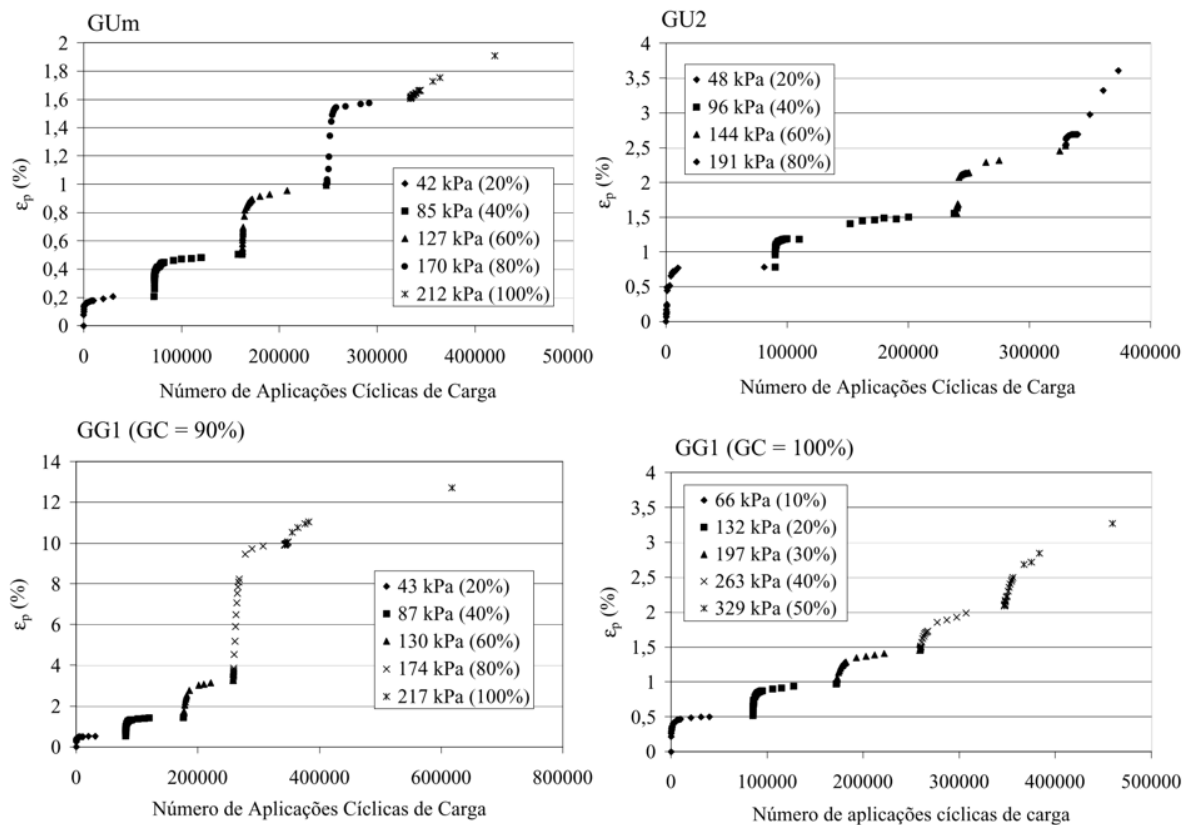 GUm
ε_p (%)
2
1,8
1,6
1,4
1,2
1
0,8
0,6
0,4
0,2
0
0
100000
200000
300000
400000
50000
42 kPa (20%)
85 kPa (40%)
127 kPa (60%)
170 kPa (80%)
212 kPa (100%)
Número de Aplicações Cíclicas de Carga
GU2
ε_p (%)
4
3,5
3
2,5
2
1,5
1
0,5
0
0
100000
200000
300000
400000
48 kPa (20%)
96 kPa (40%)
144 kPa (60%)
191 kPa (80%)
Número de Aplicações Cíclicas de Carga
GG1 (GC = 90%)
ε_p (%)
14
12
10
8
6
4
2
0
0
200000
400000
600000
800000
43 kPa (20%)
87 kPa (40%)
130 kPa (60%)
174 kPa (80%)
217 kPa (100%)
Número de Aplicações Cíclicas de Carga
GG1 (GC = 100%)
ε_p (%)
4
3,5
3
2,5
2
1,5
1
0,5
0
0
100000
200000
300000
400000
500000
66 kPa (10%)
132 kPa (20%)
197 kPa (30%)
263 kPa (40%)
329 kPa (50%)
Número de aplicações cíclicas de carga